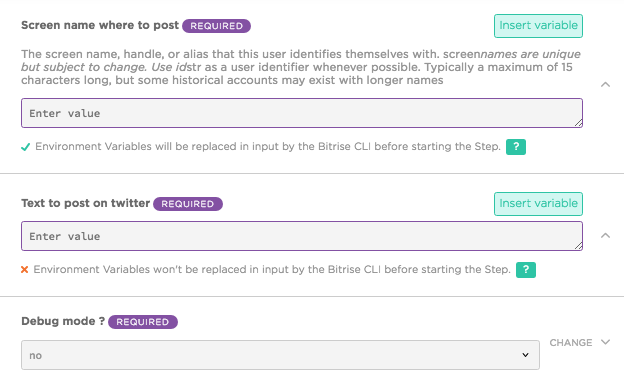 Screen name where to post REQUIRED Insert variable
The screen name, handle, or alias that this user identifies themselves with. screennames are unique
but subject to change. Use idstr as a user identifier whenever possible. Typically a maximum of 15
characters long, but some historical accounts may exist with longer names
Enter value
Environment Variables will be replaced in input by the Bitrise CLI before starting the Step. ?
Text to post on twitter REQUIRED Insert variable
Enter value
Environment Variables won't be replaced in input by the Bitrise CLI before starting the Step. ?
Debug mode ? REQUIRED
no CHANGE